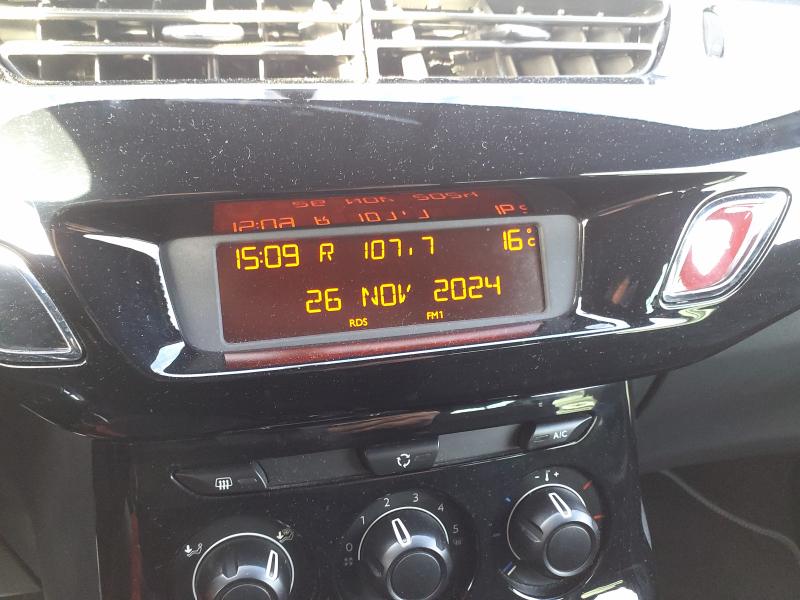 15:09 R 107.7 16°C
26 NOV 2024
RDS FM1
A/C
- +
0 1 2 3 4 5